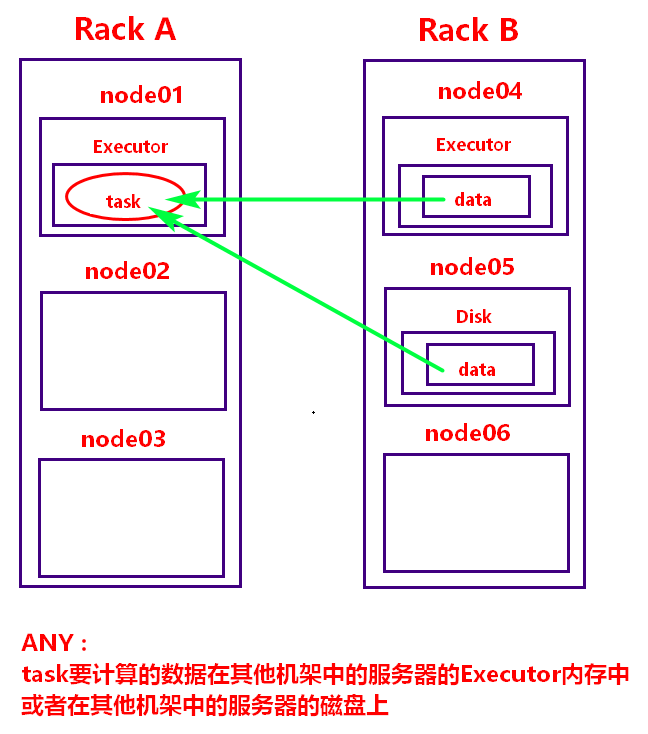 Rack A
node01
Executor
task
node02
node03
Rack B
node04
Executor
data
node05
Disk
data
node06
ANY：
task要计算的数据在其他机架中的服务器的Executor内存中
或者在其他机架中的服务器的磁盘上